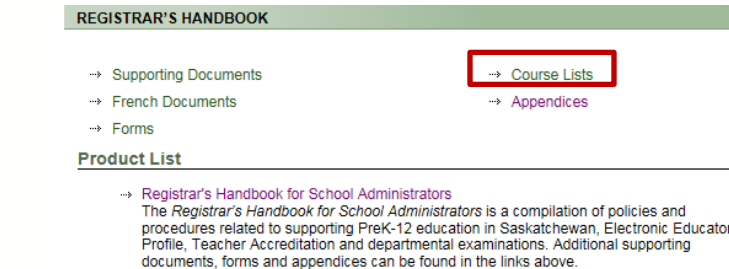 REGISTRAR'S HANDBOOK
Supporting Documents
Course Lists
French Documents
Appendices
Forms
Product List
Registrar's Handbook for School Administrators
The Registrar's Handbook for School Administrators is a compilation of policies and
procedures related to supporting PreK-12 education in Saskatchewan, Electronic Educator
Profile, Teacher Accreditation and departmental examinations. Additional supporting
documents, forms and appendices can be found in the links above.